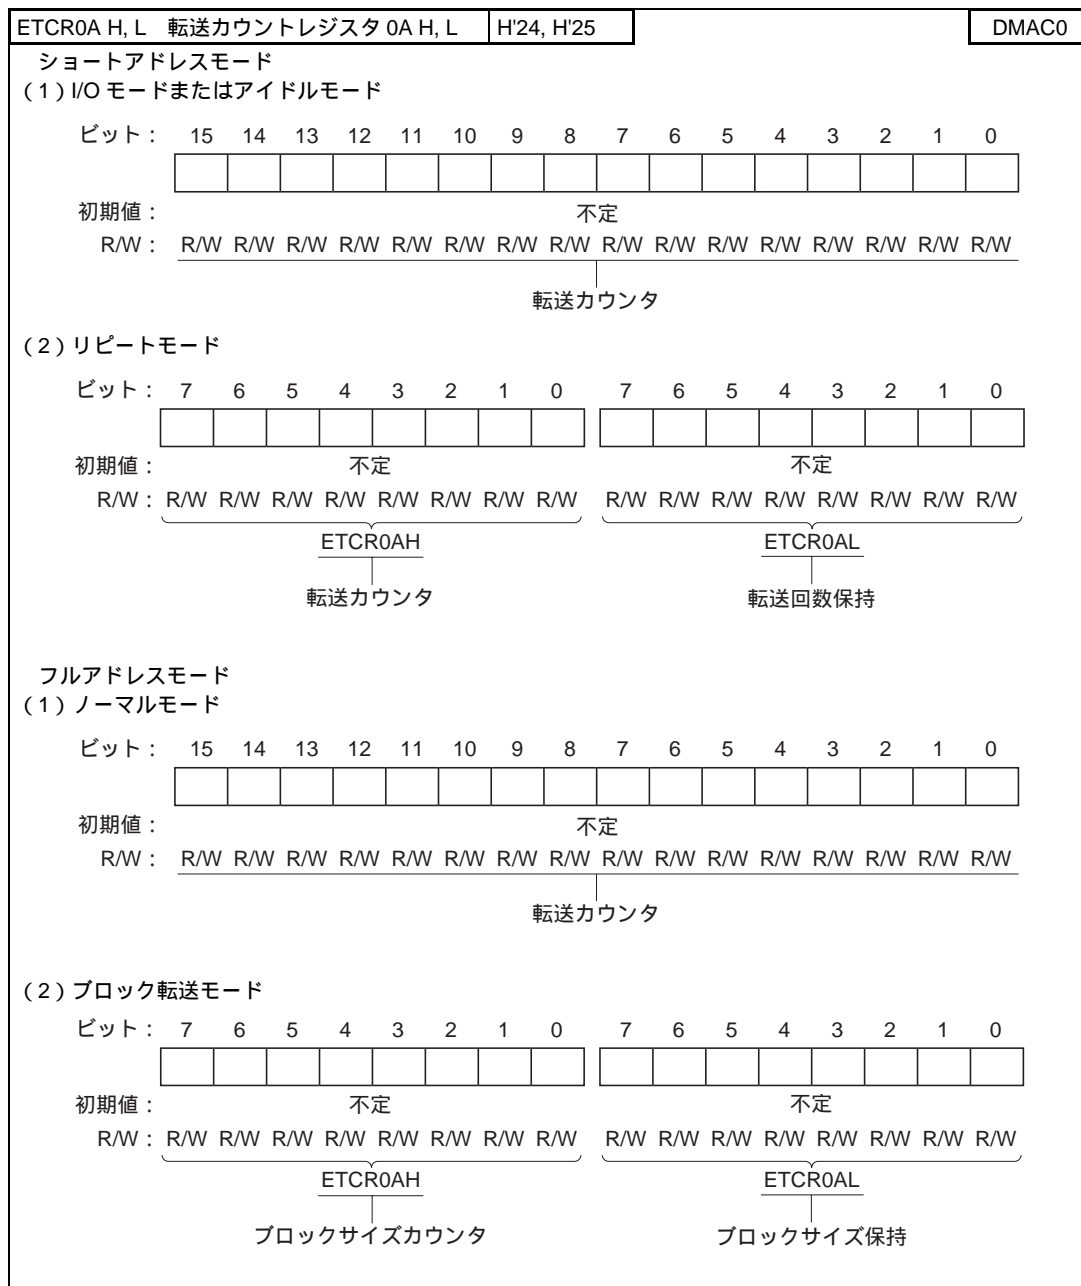 ETCR0A H, L　転送カウントレジスタ 0A H, L　H'24, H'25　DMAC0
ショートアドレスモード
（1）I/O モードまたはアイドルモード
ビット： 15 14 13 12 11 10 9 8 7 6 5 4 3 2 1 0
初期値： 不定
R/W： R/W R/W R/W R/W R/W R/W R/W R/W R/W R/W R/W R/W R/W R/W R/W R/W
転送カウンタ
（2）リピートモード
ビット： 7 6 5 4 3 2 1 0 7 6 5 4 3 2 1 0
初期値： 不定 不定
R/W： R/W R/W R/W R/W R/W R/W R/W R/W R/W R/W R/W R/W R/W R/W R/W R/W
ETCR0AH ETCR0AL
転送カウンタ 転送回数保持
フルアドレスモード
（1）ノーマルモード
ビット： 15 14 13 12 11 10 9 8 7 6 5 4 3 2 1 0
初期値： 不定
R/W： R/W R/W R/W R/W R/W R/W R/W R/W R/W R/W R/W R/W R/W R/W R/W R/W
転送カウンタ
（2）ブロック転送モード
ビット： 7 6 5 4 3 2 1 0 7 6 5 4 3 2 1 0
初期値： 不定 不定
R/W： R/W R/W R/W R/W R/W R/W R/W R/W R/W R/W R/W R/W R/W R/W R/W R/W
ETCR0AH ETCR0AL
ブロックサイズカウンタ ブロックサイズ保持